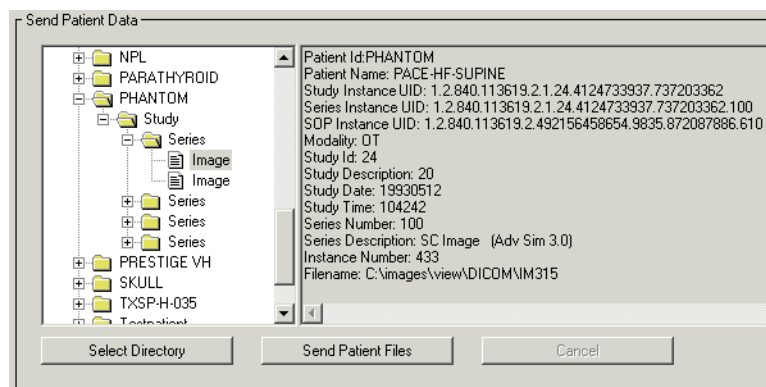 Send Patient Data
NPL
PARATHYROID
PHANTOM
Study
Series
Image
Image
Series
Series
Series
PRESTIGE VH
SKULL
TXSP-H-035
Testpatient
Patient Id:PHANTOM
Patient Name: PACE-HF-SUPINE
Study Instance UID: 1.2.840.113619.2.1.24.4124733937.737203362
Series Instance UID: 1.2.840.113619.2.1.24.4124733937.737203362.100
SOP Instance UID: 1.2.840.113619.2.492156458654.9835.872087886.610
Modality: OT
Study Id: 24
Study Description: 20
Study Date: 19930512
Study Time: 104242
Series Number: 100
Series Description: SC Image (Adv Sim 3.0)
Instance Number: 433
Filename: C:\images\view\DICOM\IM315
Select Directory
Send Patient Files
Cancel